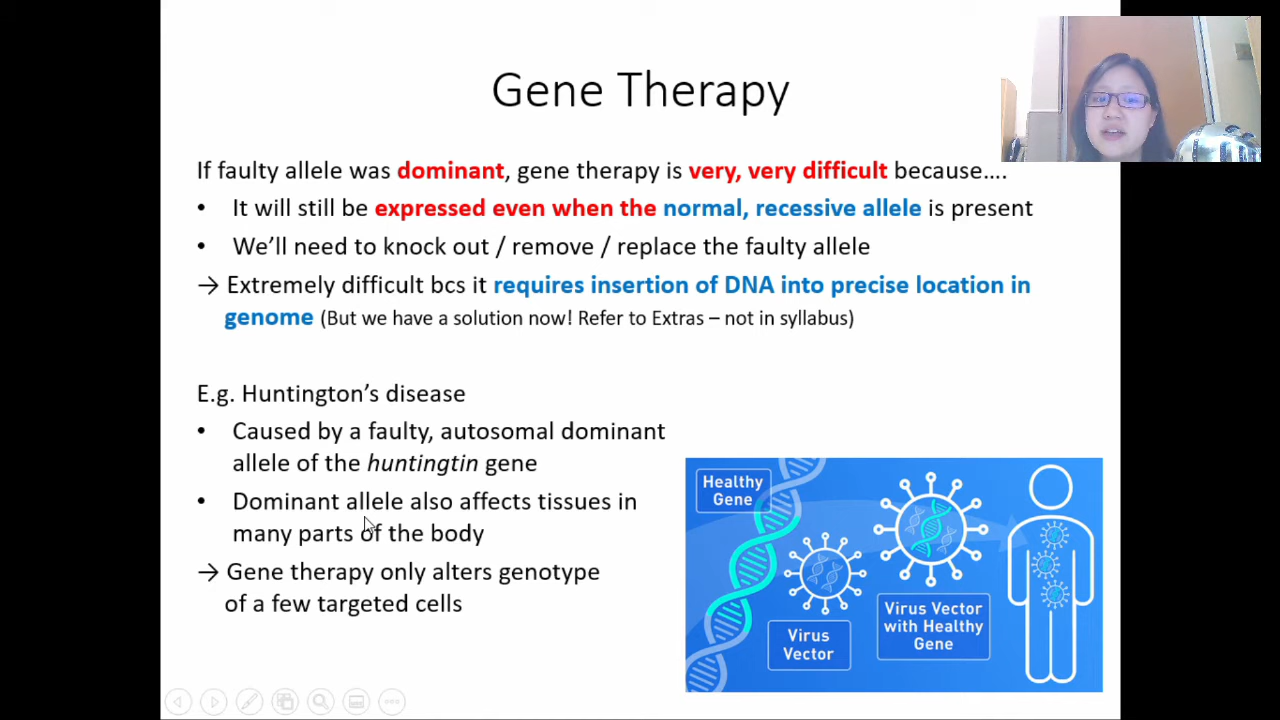 Gene Therapy
If faulty allele was dominant, gene therapy is very, very difficult because….
• It will still be expressed even when the normal, recessive allele is present
• We’ll need to knock out / remove / replace the faulty allele
→ Extremely difficult bcs it requires insertion of DNA into precise location in
genome (But we have a solution now! Refer to Extras – not in syllabus)
E.g. Huntington’s disease
• Caused by a faulty, autosomal dominant
allele of the huntingtin gene
• Dominant allele also affects tissues in
many parts of the body
→ Gene therapy only alters genotype
of a few targeted cells
Healthy
Gene
Virus
Vector
Virus Vector
with Healthy
Gene